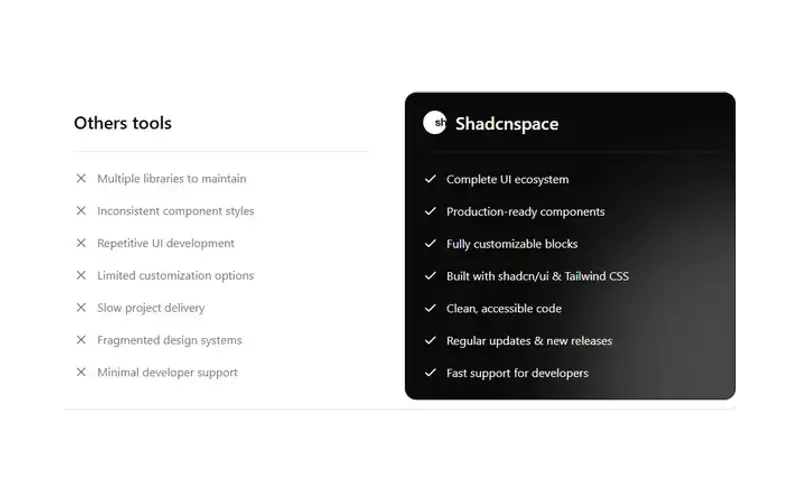 Others tools
Multiple libraries to maintain
Inconsistent component styles
Repetitive UI development
Limited customization options
Slow project delivery
Fragmented design systems
Minimal developer support
sh
Shadcnspace
Complete UI ecosystem
Production-ready components
Fully customizable blocks
Built with shadcn/ui & Tailwind CSS
Clean, accessible code
Regular updates & new releases
Fast support for developers